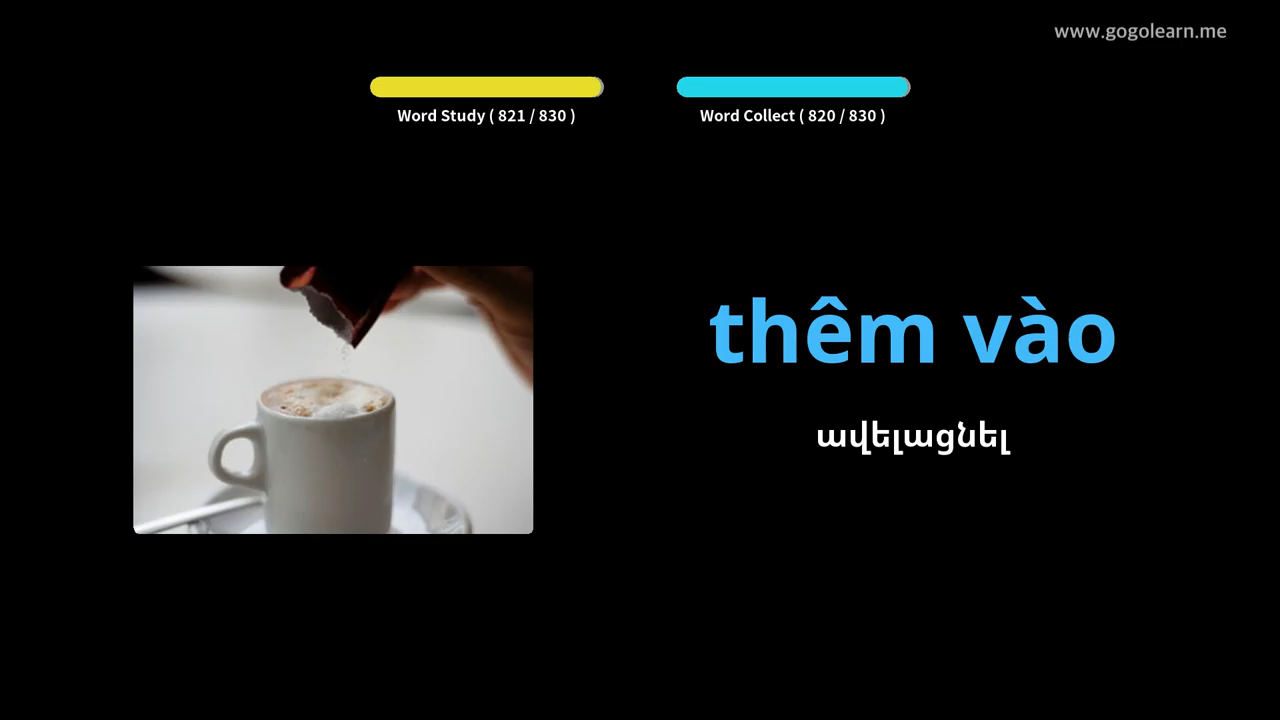 www.gogolearn.me
Word Study ( 821 / 830 )
Word Collect ( 820 / 830 )
thêm vào
ավելացնել